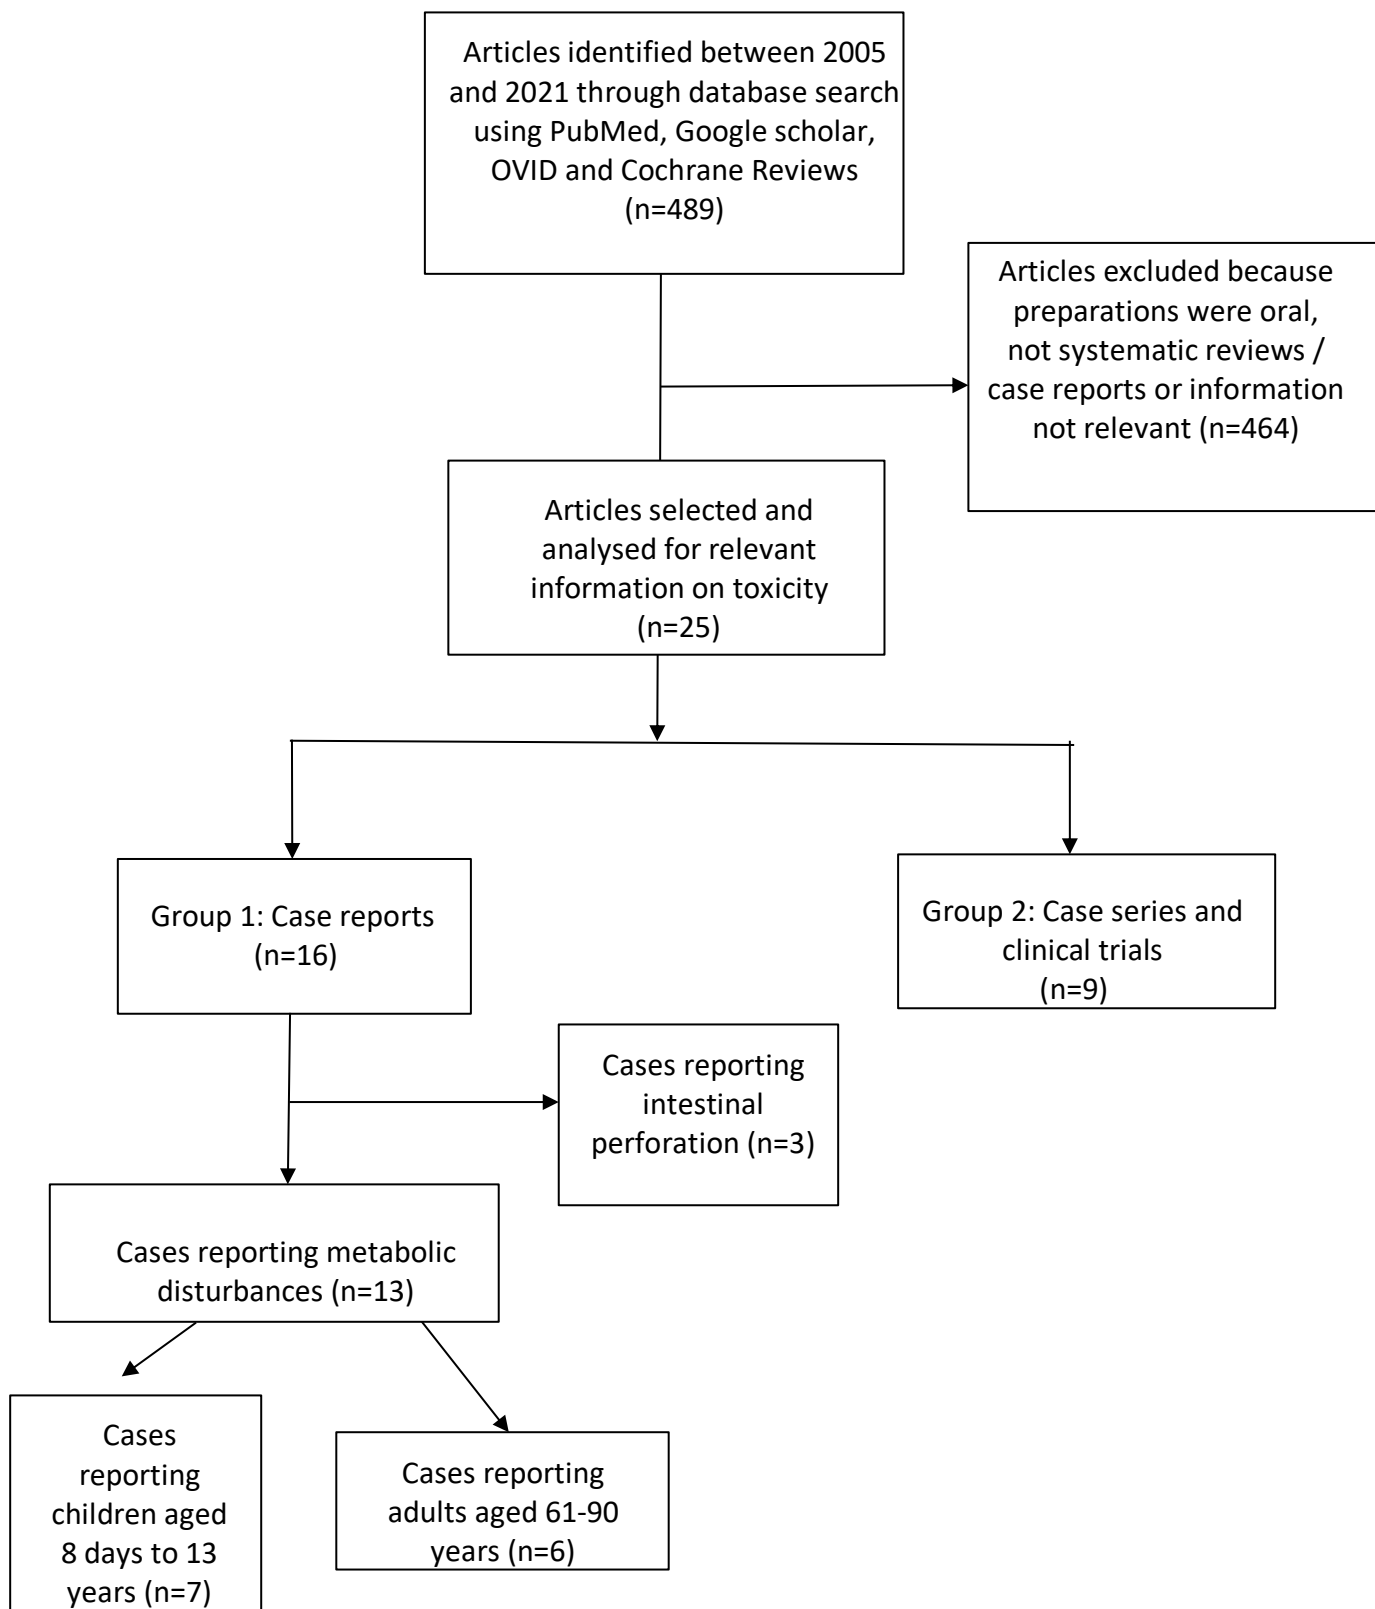 Articles identified between 2005
and 2021 through database search
using PubMed, Google scholar,
OVID and Cochrane Reviews
(n=489)
Articles excluded because
preparations were oral,
not systematic reviews /
case reports or information
not relevant (n=464)
Articles selected and
analysed for relevant
information on toxicity
(n=25)
Group 1: Case reports
(n=16)
Group 2: Case series and
clinical trials
(n=9)
Cases reporting
intestinal
perforation (n=3)
Cases reporting metabolic
disturbances (n=13)
Cases
reporting
children aged
8 days to 13
years (n=7)
Cases reporting
adults aged 61-90
years (n=6)